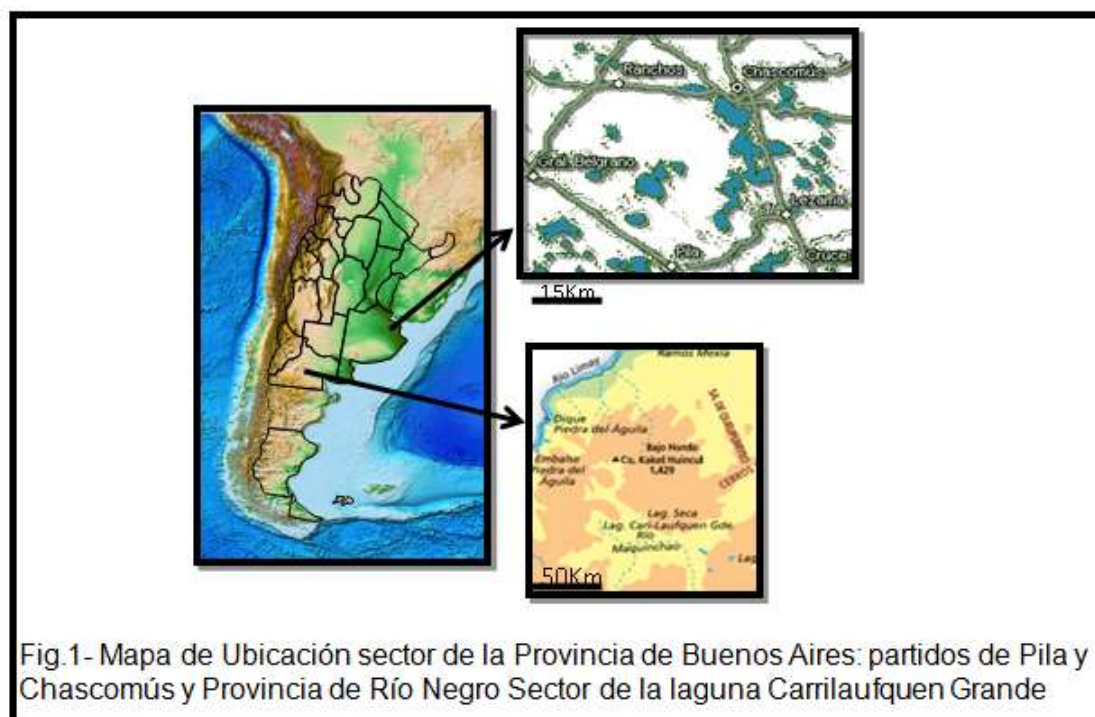 Ranchos
Chascomús
Gral. Belgrano
Lezama
Pila
Cruce
15Km
Ramos Mexia
Río Limay
Dique
Piedra del Águila
Bajo Hondo
Co. Kakel Huincul
1,429
Embalse
Piedra del
Águila
CERROS
Lag. Seca
Lag. Cari-Laufquen Gde.
Río
Maquinchao
Lag
50Km
Fig.1- Mapa de Ubicación sector de la Provincia de Buenos Aires: partidos de Pila y
Chascomús y Provincia de Río Negro Sector de la laguna Carrilaufquen Grande